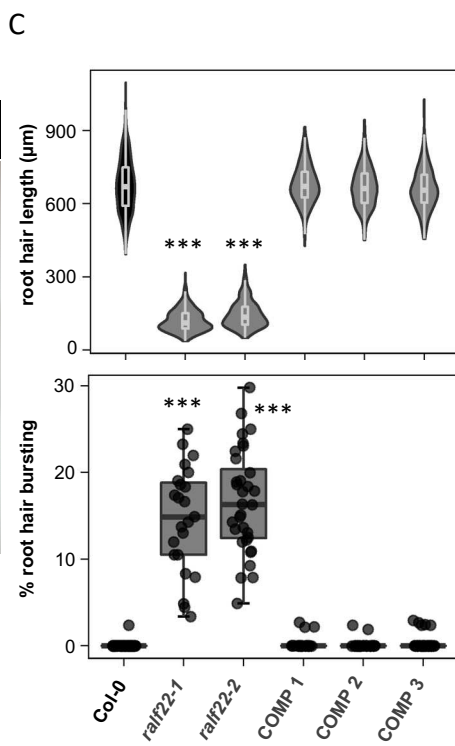 C
root hair length (µm)
900
600
300
0
*** ***
% root hair bursting
30
20
10
0
*** ***
Col-0
ralf22-1
ralf22-2
COMP 1
COMP 2
COMP 3